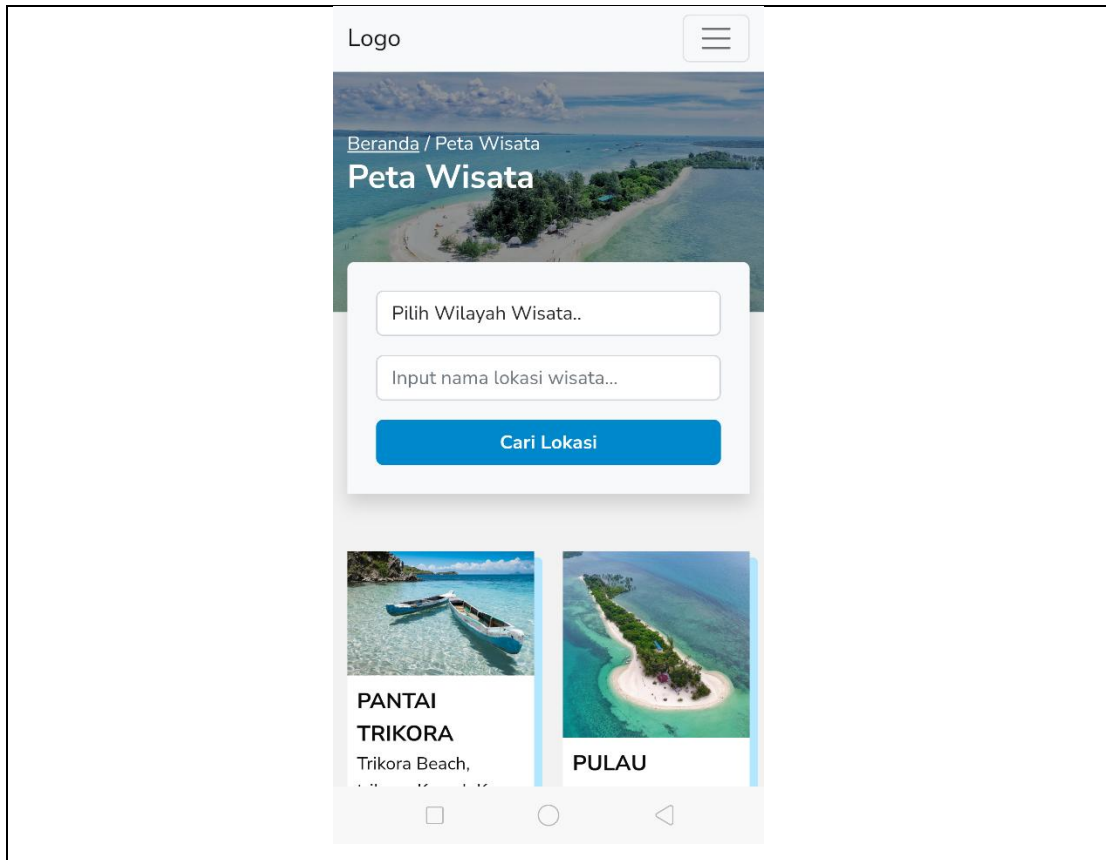 Logo
Beranda / Peta Wisata
Peta Wisata
Pilih Wilayah Wisata..
Input nama lokasi wisata...
Cari Lokasi
PANTAI
TRIKORA
Trikora Beach,
PULAU